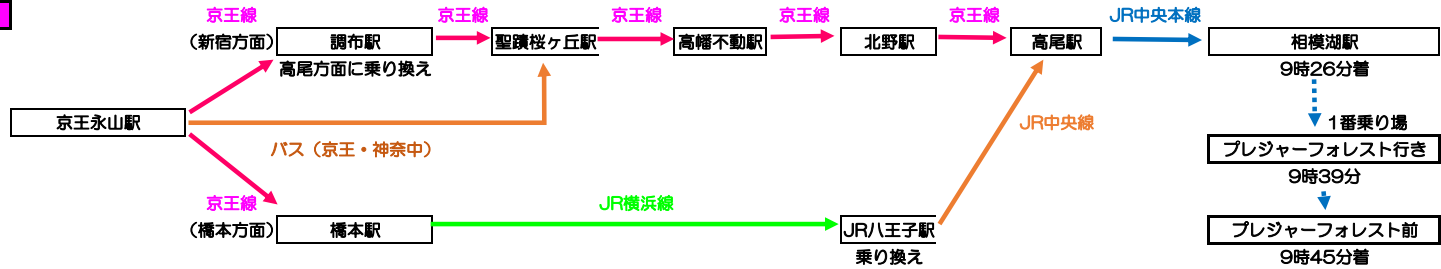 京王線
京王線
京王線
京王線
京王線
JR中央本線
（新宿方面）
調布駅
聖蹟桜ヶ丘駅
高幡不動駅
北野駅
高尾駅
相模湖駅
高尾方面に乗り換え
9時26分着
京王永山駅
JR中央線
1番乗り場
バス（京王・神奈中）
プレジャーフォレスト行き
9時39分
京王線
JR横浜線
（橋本方面）
橋本駅
JR八王子駅
プレジャーフォレスト前
乗り換え
9時45分着